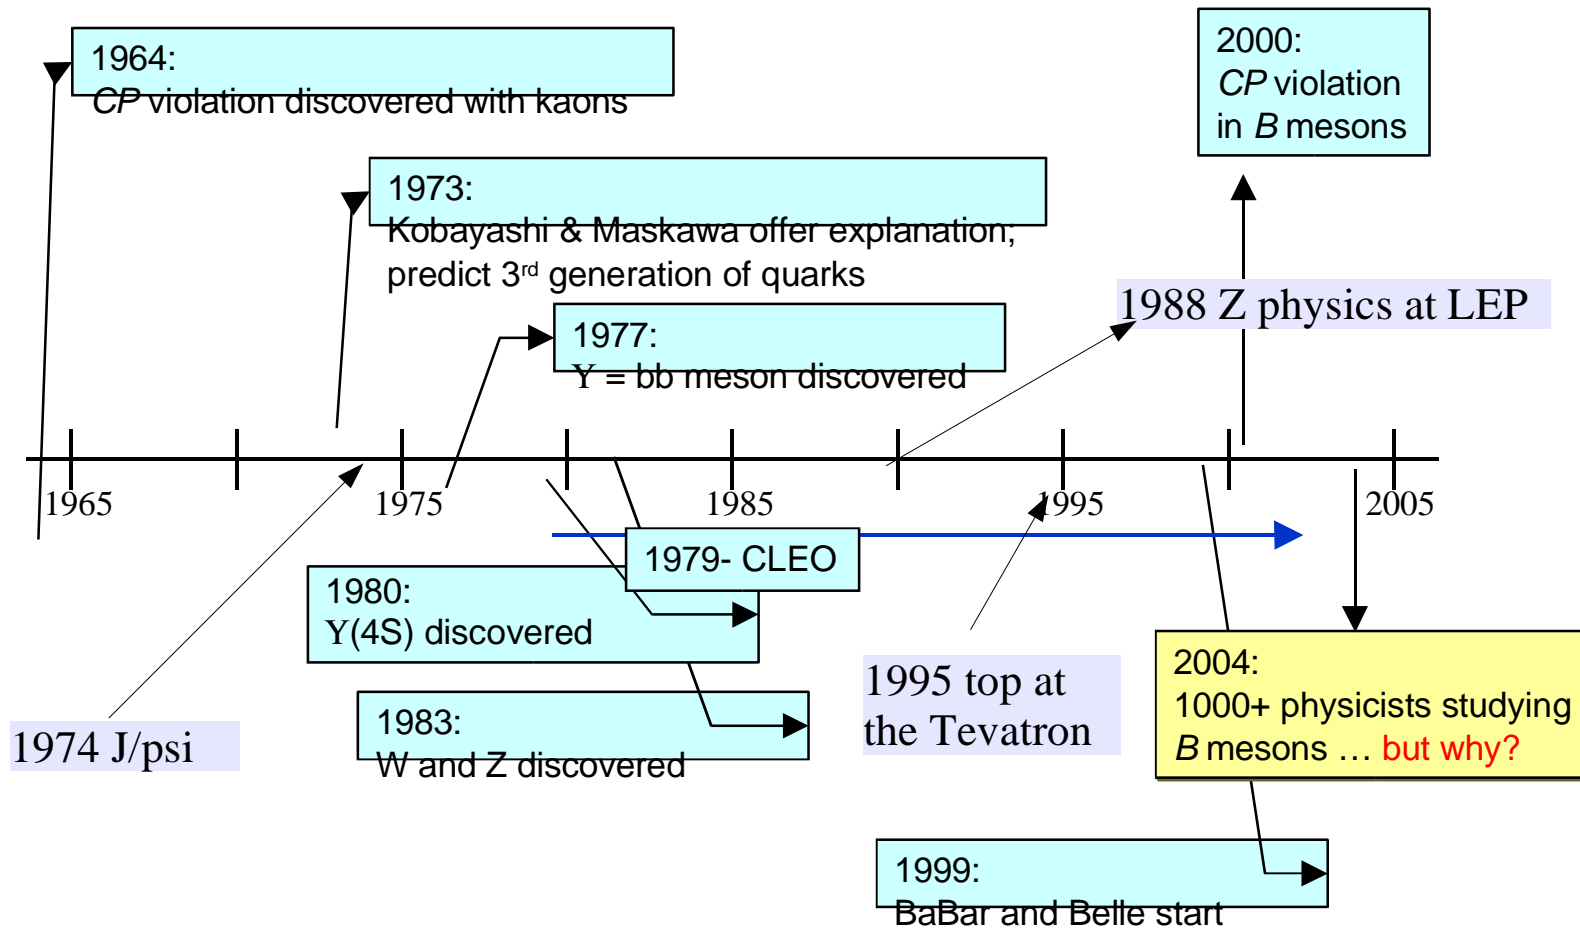 1964:
CP violation discovered with kaons
2000:
CP violation
in B mesons
1973:
Kobayashi & Maskawa offer explanation;
predict 3rd generation of quarks
1988 Z physics at LEP
1977:
Υ = bb meson discovered
1965
1975
1985
1995
2005
1979- CLEO
1980:
Υ(4S) discovered
1974 J/psi
1983:
W and Z discovered
1995 top at
the Tevatron
2004:
1000+ physicists studying
B mesons … but why?
1999:
BaBar and Belle start